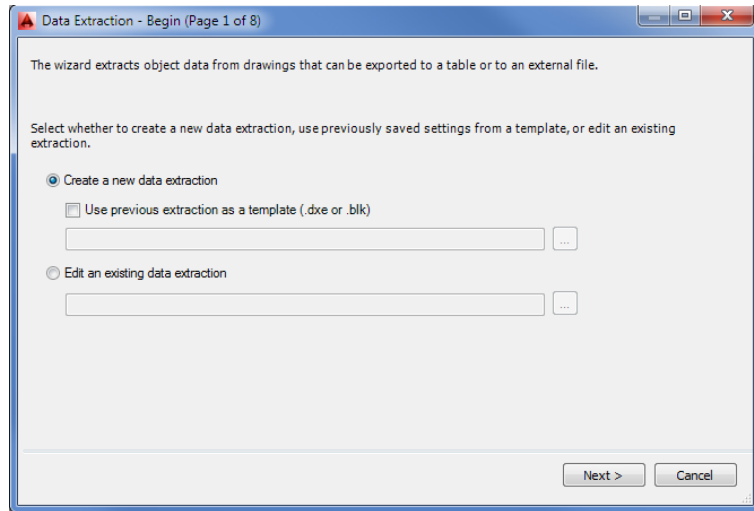 Data Extraction - Begin (Page 1 of 8)
The wizard extracts object data from drawings that can be exported to a table or to an external file.
Select whether to create a new data extraction, use previously saved settings from a template, or edit an existing
extraction.
Create a new data extraction
Use previous extraction as a template (.dxe or .blk)
...
Edit an existing data extraction
...
Next > Cancel